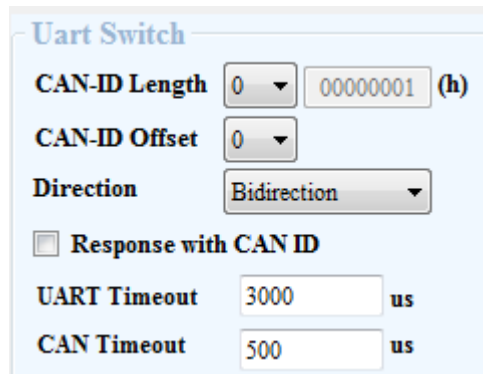 Uart Switch
CAN-ID Length 0 00000001 (h)
CAN-ID Offset 0
Direction Bidirection
Response with CAN ID
UART Timeout 3000 us
CAN Timeout 500 us